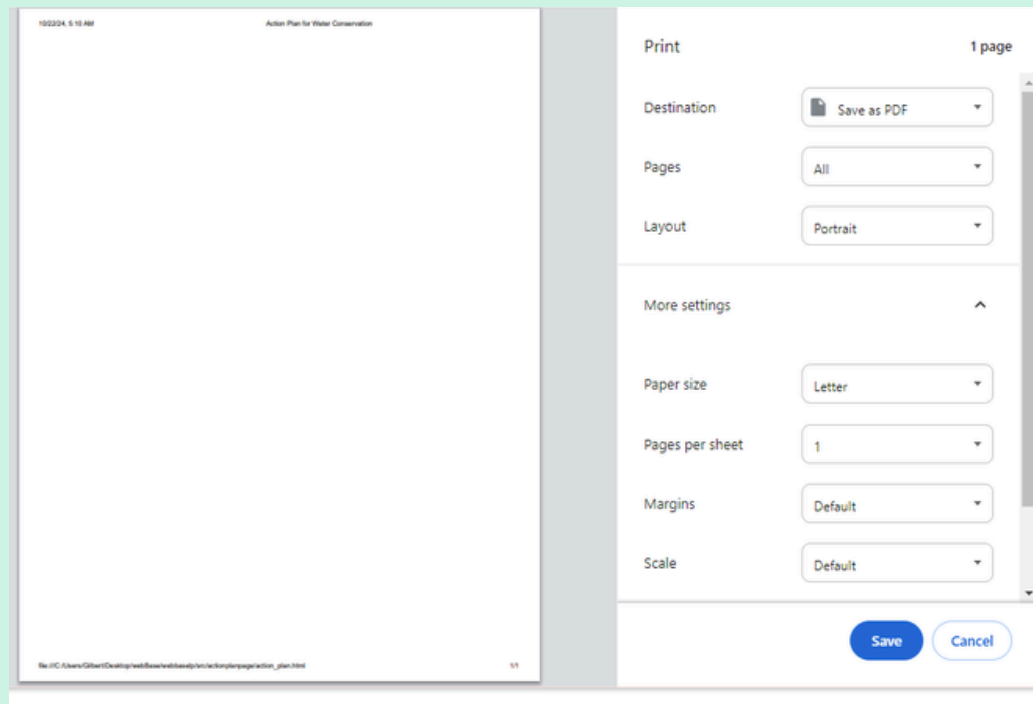 10/22/24, 5:10 AM Action Plan for Water Conservation
Print 1 page
Destination Save as PDF
Pages All
Layout Portrait
More settings
Paper size Letter
Pages per sheet 1
Margins Default
Scale Default
Save Cancel
file:///C:/Users/Gilbert/Desktop/webBase/webbaselp/src/actionplanpage/action_plan.html 1/1